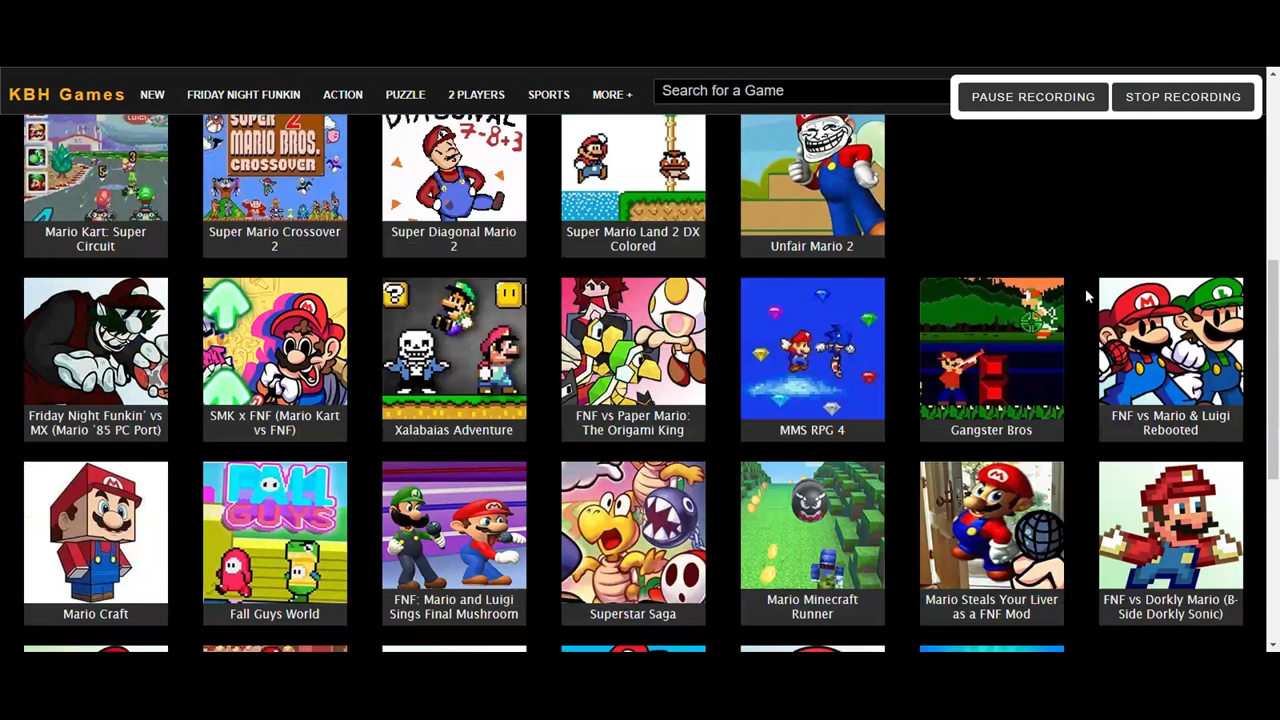 KBH Games
NEW
FRIDAY NIGHT FUNKIN
ACTION
PUZZLE
2 PLAYERS
SPORTS
MORE +
Search for a Game
PAUSE RECORDING
STOP RECORDING
SUPER 2
MARIO BROS.
CROSSOVER
DIAGONAL
7-8+3
Mario Kart: Super
Circuit
Super Mario Crossover
2
Super Diagonal Mario
2
Super Mario Land 2 DX
Colored
Unfair Mario 2
Friday Night Funkin’ vs
MX (Mario ’85 PC Port)
SMK x FNF (Mario Kart
vs FNF)
Xalabaias Adventure
FNF vs Paper Mario:
The Origami King
MMS RPG 4
Gangster Bros
FNF vs Mario & Luigi
Rebooted
FALL
GUYS
Mario Craft
Fall Guys World
FNF: Mario and Luigi
Sings Final Mushroom
Superstar Saga
Mario Minecraft
Runner
Mario Steals Your Liver
as a FNF Mod
FNF vs Dorkly Mario (B-
Side Dorkly Sonic)